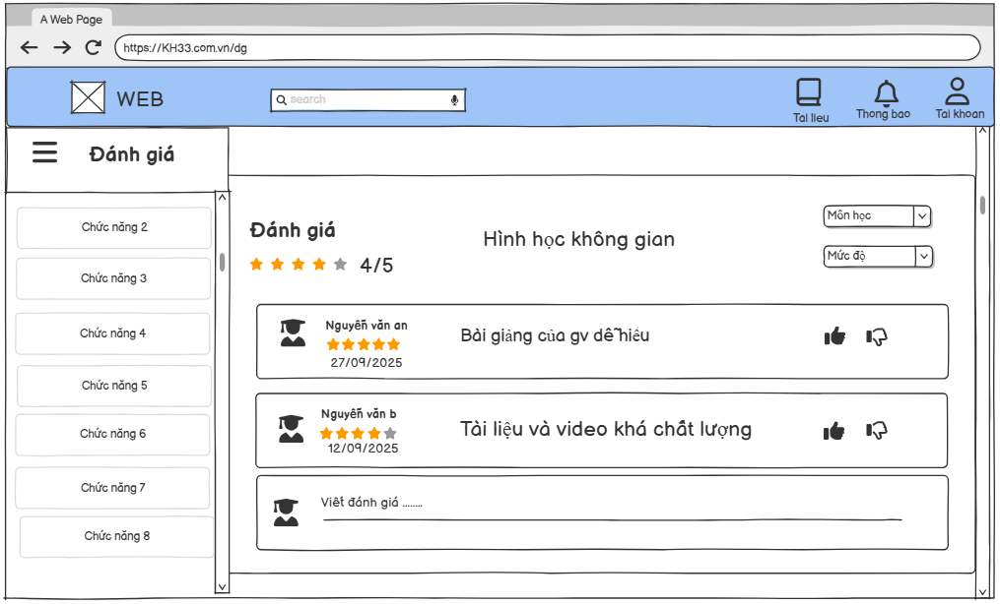 A Web Page
https://KH33.com.vn/dg
WEB
search
Tai lieu
Thong bao
Tai khoan
Đánh giá
Chức năng 2
Chức năng 3
Chức năng 4
Chức năng 5
Chức năng 6
Chức năng 7
Chức năng 8
Đánh giá
4/5
Hình học không gian
Môn học
Mức độ
Nguyễn văn an
27/09/2025
Bài giảng của gv dễ hiểu
Nguyễn văn b
12/09/2025
Tài liệu và video khá chất lượng
Viết đánh giá ........